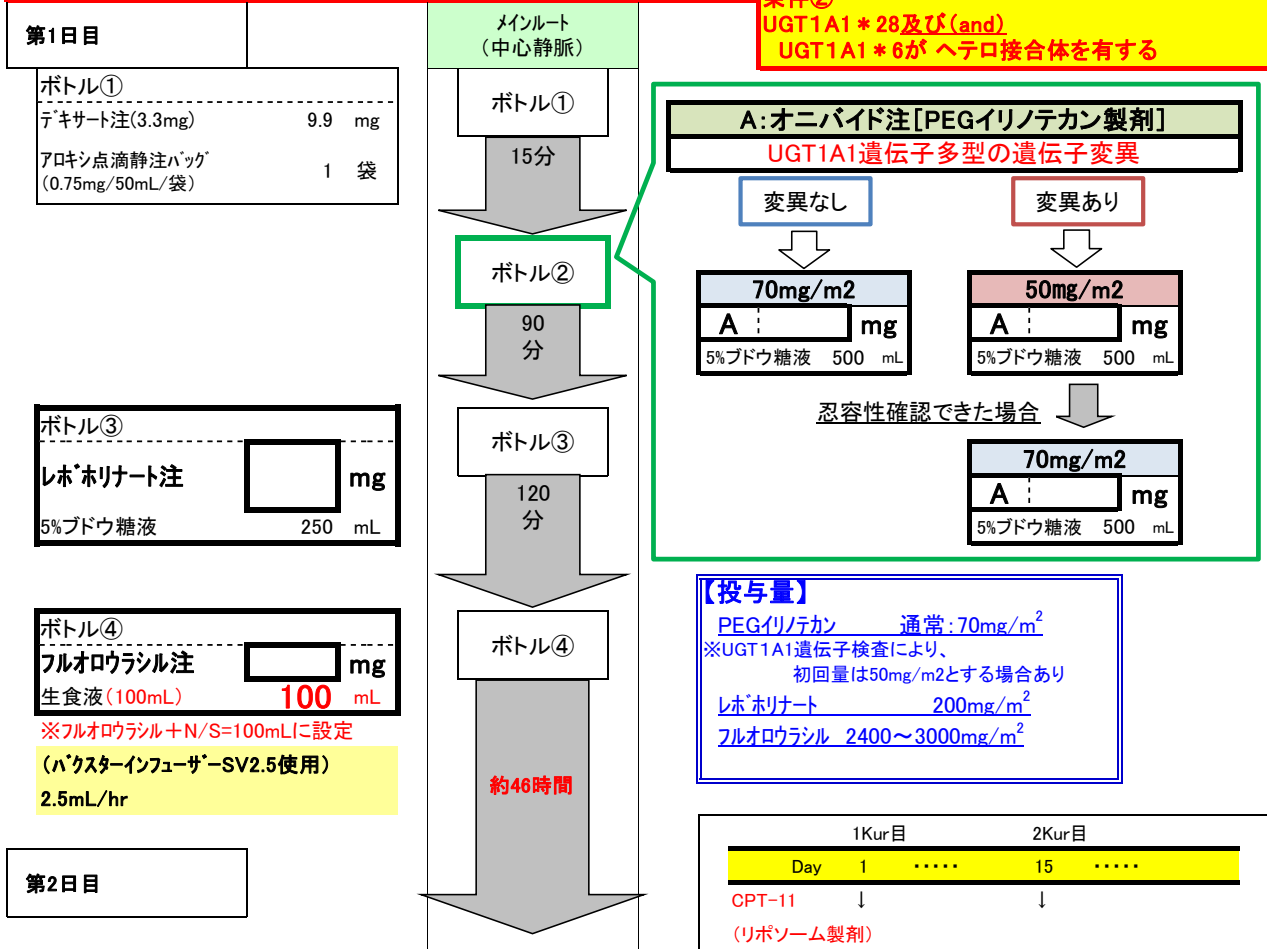 条件②
UGT1A1＊28及び(and)
UGT1A1＊6が ヘテロ接合体を有する
第1日目
メインルート
（中心静脈）
ボトル①
デキサート注(3.3mg) 9.9 mg
アロキシ点滴静注バッグ
(0.75mg/50mL/袋) 1 袋
ボトル①
15分
ボトル②
90
分
ボトル③
120
分
ボトル④
約46時間
A:オニバイド注[PEGイリノテカン製剤]
UGT1A1遺伝子多型の遺伝子変異
変異なし 変異あり
70mg/m2
A mg
5%ブドウ糖液 500 mL
50mg/m2
A mg
5%ブドウ糖液 500 mL
忍容性確認できた場合
70mg/m2
A mg
5%ブドウ糖液 500 mL
ボトル③
レボホリナート注 mg
5%ブドウ糖液 250 mL
ボトル④
フルオロウラシル注 mg
生食液(100mL) 100 mL
※フルオロウラシル＋N/S=100mLに設定
(バクスターインフューザーSV2.5使用)
2.5mL/hr
【投与量】
PEGイリノテカン 通常:70mg/m²
※UGT1A1遺伝子検査により、
初回量は50mg/m2とする場合あり
レボホリナート 200mg/m²
フルオロウラシル 2400～3000mg/m²
第2日目
1Kur目 2Kur目
Day 1 ・・・・・ 15 ・・・・・
CPT-11 ↓ ↓
(リポソーム製剤)